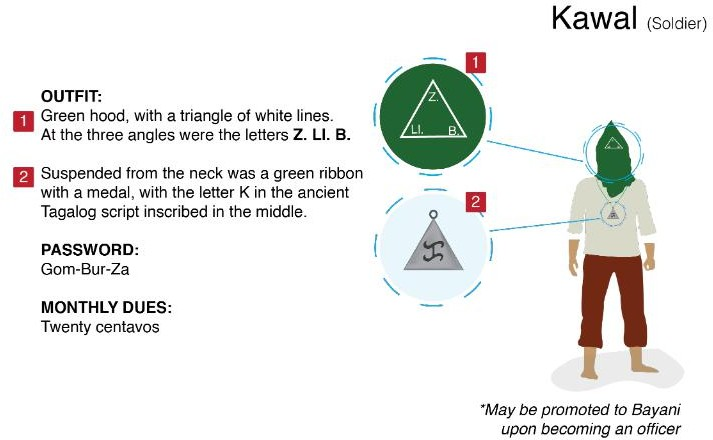 Kawal (Soldier)
OUTFIT:
1 Green hood, with a triangle of white lines.
At the three angles were the letters Z. LI. B.
2 Suspended from the neck was a green ribbon
with a medal, with the letter K in the ancient
Tagalog script inscribed in the middle.
PASSWORD:
Gom-Bur-Za
MONTHLY DUES:
Twenty centavos
1
Z.
LI. B.
2
ᜃ
*May be promoted to Bayani
upon becoming an officer